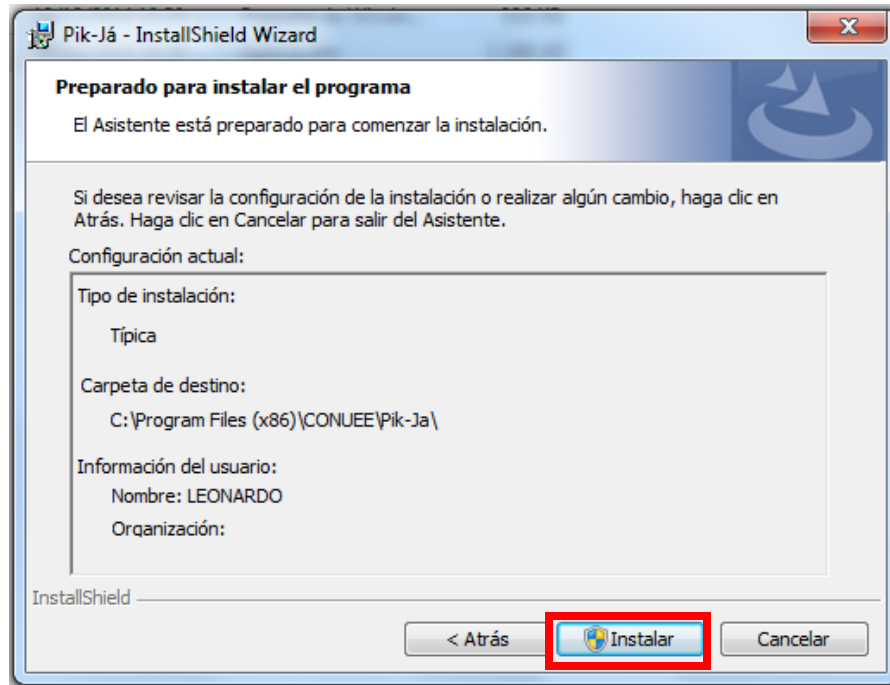 Pik-Já - InstallShield Wizard
Preparado para instalar el programa
El Asistente está preparado para comenzar la instalación.
Si desea revisar la configuración de la instalación o realizar algún cambio, haga clic en
Atrás. Haga clic en Cancelar para salir del Asistente.
Configuración actual:
Tipo de instalación:
Típica
Carpeta de destino:
C:\Program Files (x86)\CONUEE\Pik-Ja\
Información del usuario:
Nombre: LEONARDO
Organización:
InstallShield
< Atrás
Instalar
Cancelar